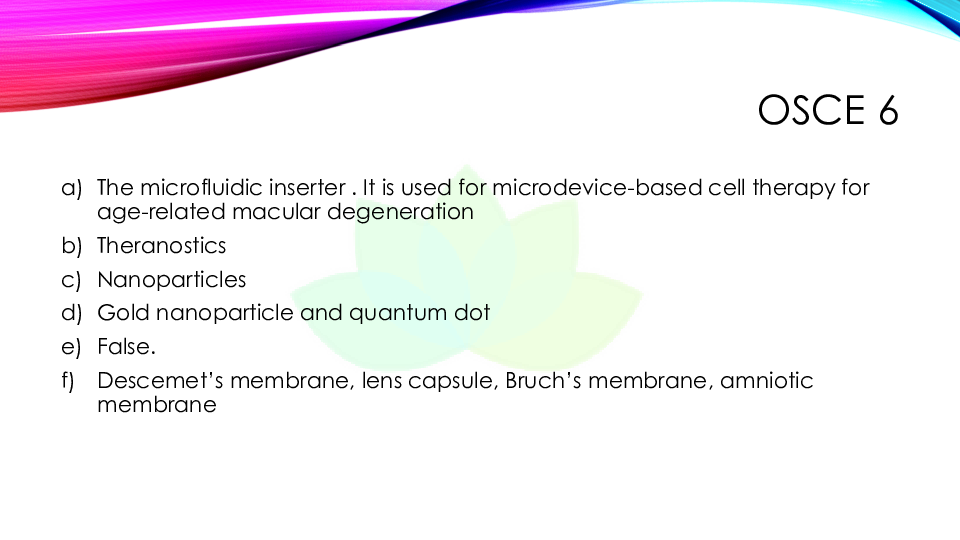 OSCE 6
a) The microfluidic inserter . It is used for microdevice-based cell therapy for
age-related macular degeneration
b) Theranostics
c) Nanoparticles
d) Gold nanoparticle and quantum dot
e) False.
f) Descemet’s membrane, lens capsule, Bruch’s membrane, amniotic
membrane